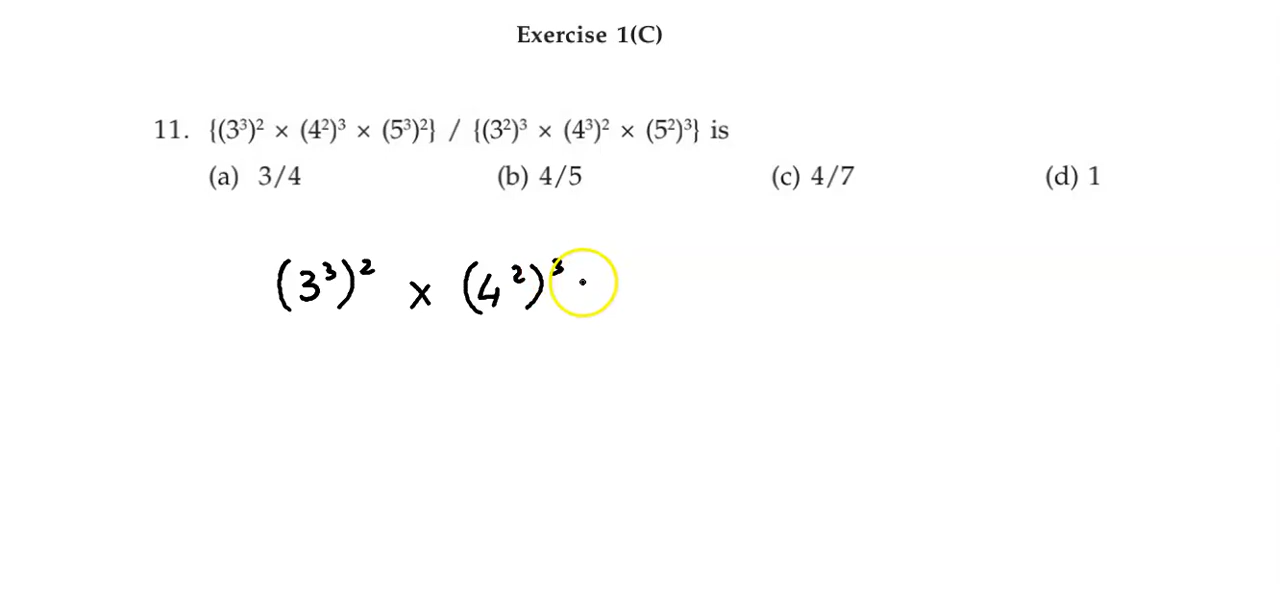 Exercise 1(C)
11. {(3³)² × (4²)³ × (5³)²} / {(3²)³ × (4³)² × (5²)³} is
(a) 3/4 (b) 4/5 (c) 4/7 (d) 1
(3³)² × (4²)³